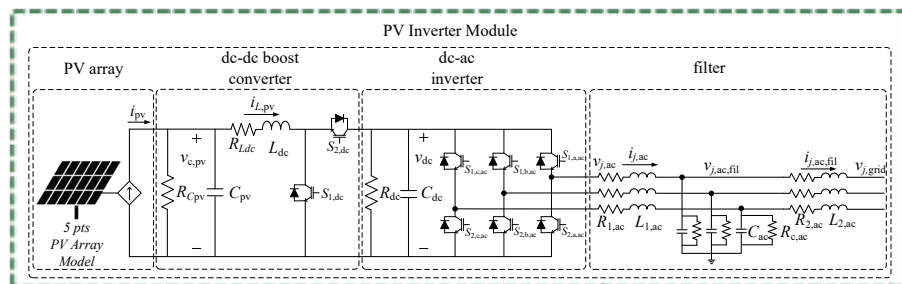 PV Inverter Module
PV array
dc-dc boost
converter
dc-ac
inverter
filter
i_pv
5 pts
PV Array
Model
R_Cpv
+
v_c,pv
−
C_pv
R_Ldc
i_L,pv
L_dc
S_1,dc
S_2,dc
R_dc
+
v_dc
−
C_dc
S_1,c,ac
S_1,b,ac
S_1,a,ac
S_2,c,ac
S_2,b,ac
S_2,a,ac
v_j,ac
i_j,ac
R_1,ac
L_1,ac
v_j,ac,fil
C_ac
R_c,ac
i_j,ac,fil
R_2,ac
L_2,ac
v_j,grid